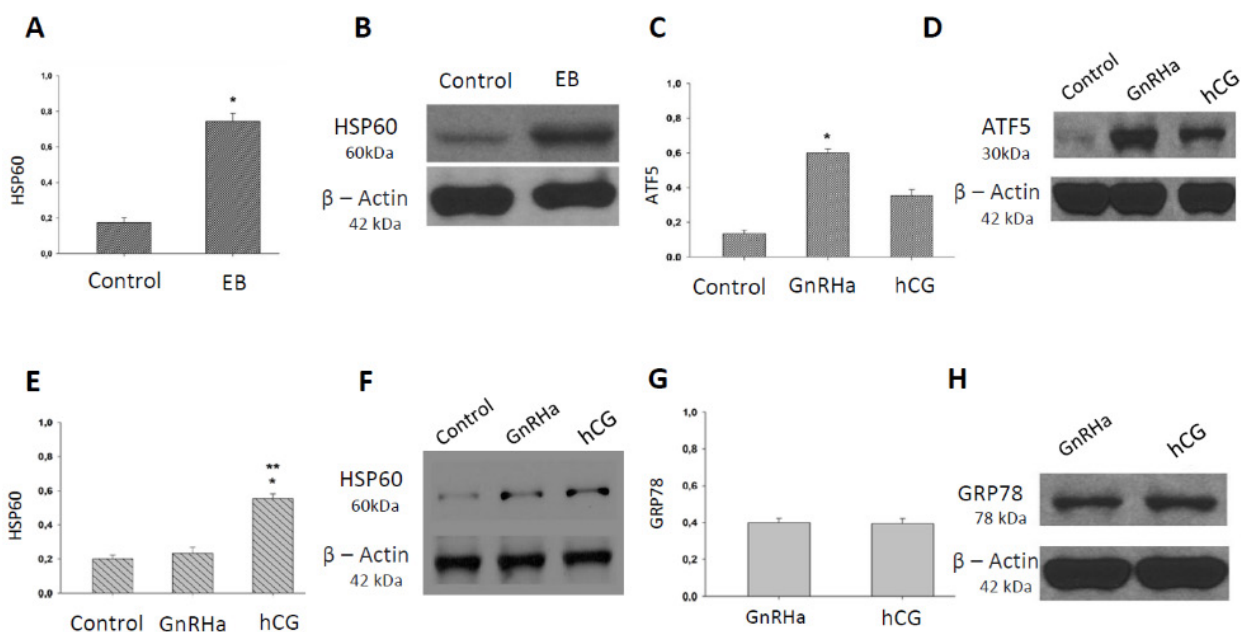 A
HSP60
1,0
0,8
0,6
0,4
0,2
0,0
*
Control EB
B
Control EB
HSP60
60kDa
β – Actin
42 kDa
C
ATF5
1,0
0,8
0,6
0,4
0,2
0,0
*
Control GnRHa hCG
D
Control GnRHa hCG
ATF5
30kDa
β – Actin
42 kDa
E
HSP60
1,0
0,8
0,6
0,4
0,2
0,0
**
*
Control GnRHa hCG
F
Control GnRHa hCG
HSP60
60kDa
β – Actin
42 kDa
G
GRP78
1,0
0,8
0,6
0,4
0,2
0,0
GnRHa hCG
H
GnRHa hCG
GRP78
78 kDa
β – Actin
42 kDa